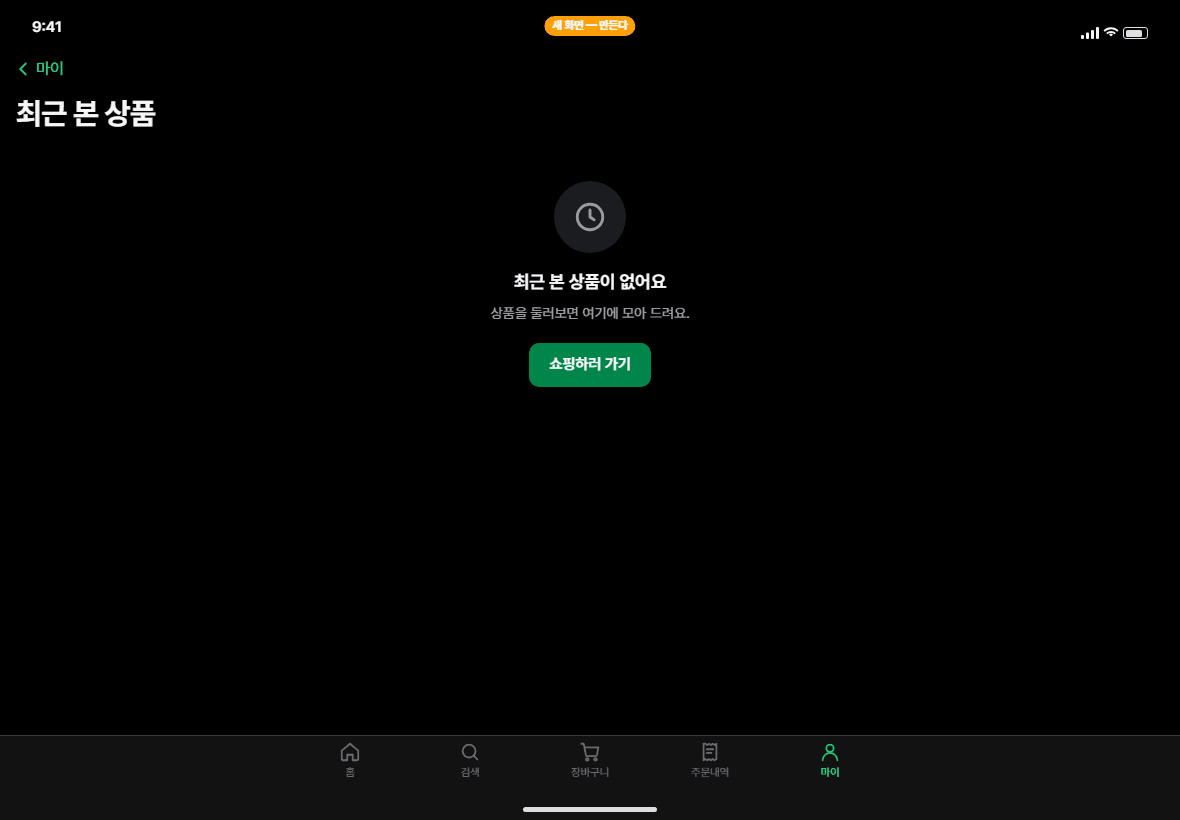 9:41
새 화면 — 만든다
마이
최근 본 상품
최근 본 상품이 없어요
상품을 둘러보면 여기에 모아 드려요.
쇼핑하러 가기
홈
검색
장바구니
주문내역
마이